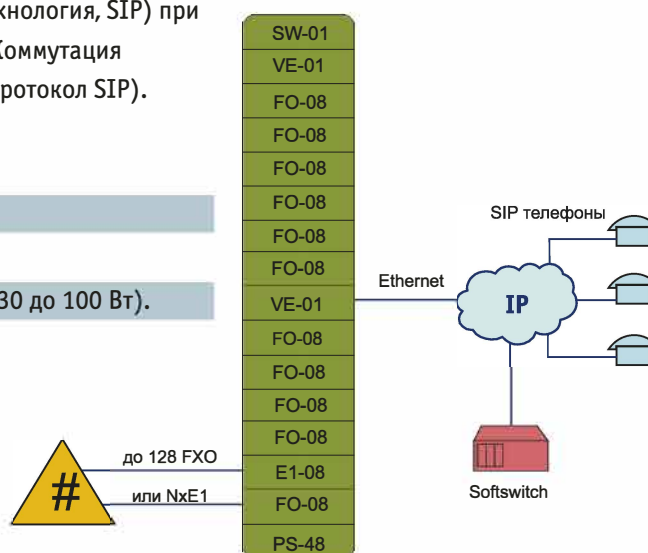 хнология, SIP) при
Коммутация
ротокол SIP).
30 до 100 Вт).
SW-01
VE-01
FO-08
FO-08
FO-08
FO-08
FO-08
FO-08
VE-01
FO-08
FO-08
FO-08
FO-08
E1-08
FO-08
PS-48
до 128 FXO
или NxE1
#
Ethernet
IP
SIP телефоны
Softswitch